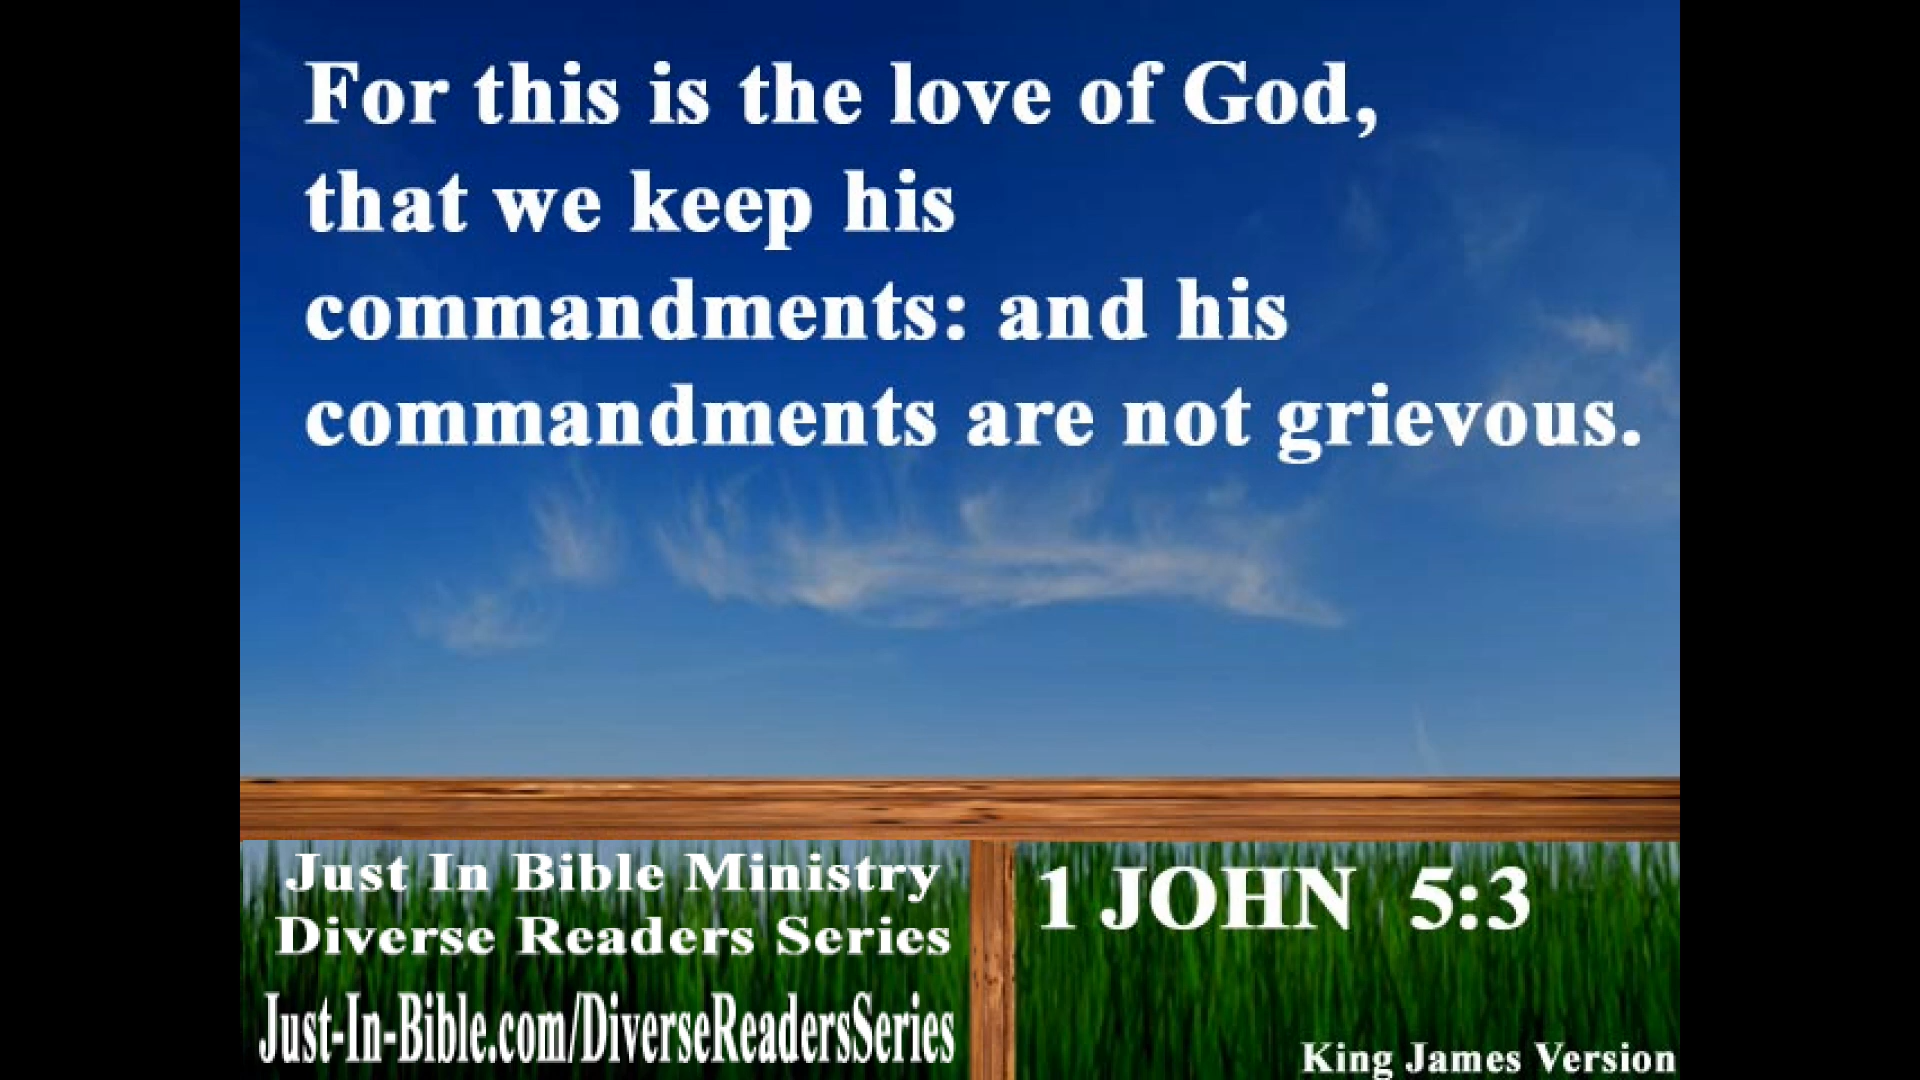 For this is the love of God,
that we keep his
commandments: and his
commandments are not grievous.
Just In Bible Ministry
Diverse Readers Series
Just-In-Bible.com/DiverseReadersSeries
1 JOHN 5:3
King James Version